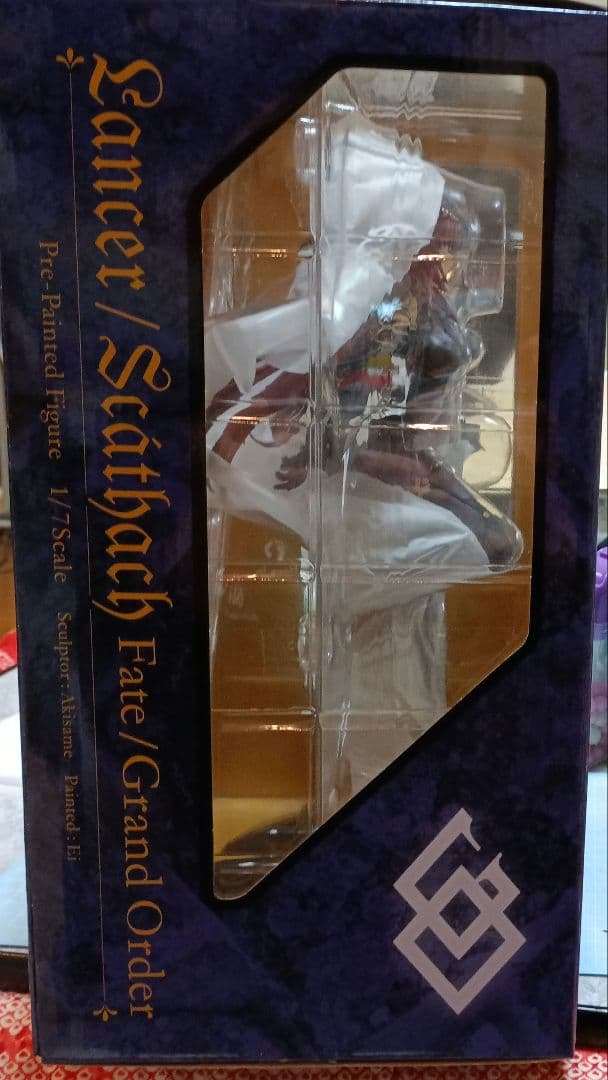 Lancer/Scáthach Fate/Grand Order
Pre-Painted Figure 1/7 Scale Sculptor : Akisame Painted : Ei